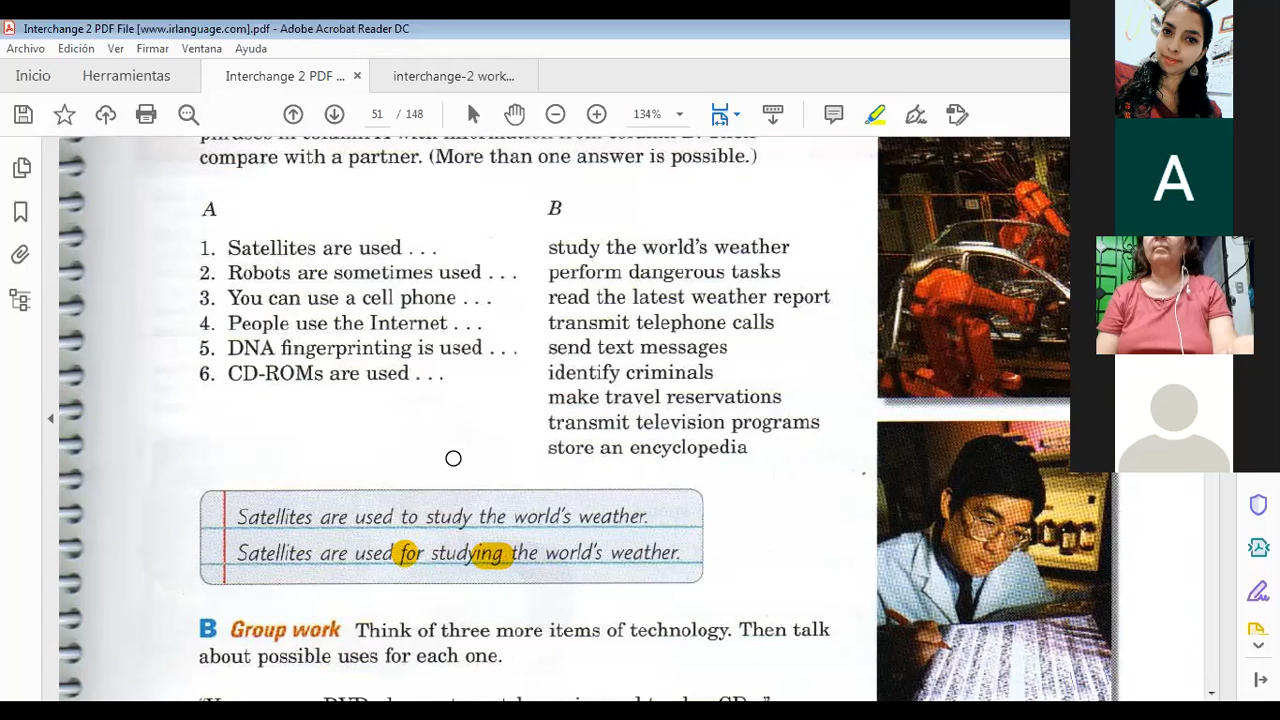 Interchange 2 PDF File [www.irlanguage.com].pdf - Adobe Acrobat Reader DC
Archivo Edición Ver Firmar Ventana Ayuda
Inicio Herramientas Interchange 2 PDF ... × interchange-2 work...
51 / 148 134%
compare with a partner. (More than one answer is possible.)
A
1. Satellites are used . . .
2. Robots are sometimes used . . .
3. You can use a cell phone . . .
4. People use the Internet . . .
5. DNA fingerprinting is used . . .
6. CD-ROMs are used . . .
B
study the world's weather
perform dangerous tasks
read the latest weather report
transmit telephone calls
send text messages
identify criminals
make travel reservations
transmit television programs
store an encyclopedia
Satellites are used to study the world's weather.
Satellites are used for studying the world's weather.
B Group work Think of three more items of technology. Then talk
about possible uses for each one.
A